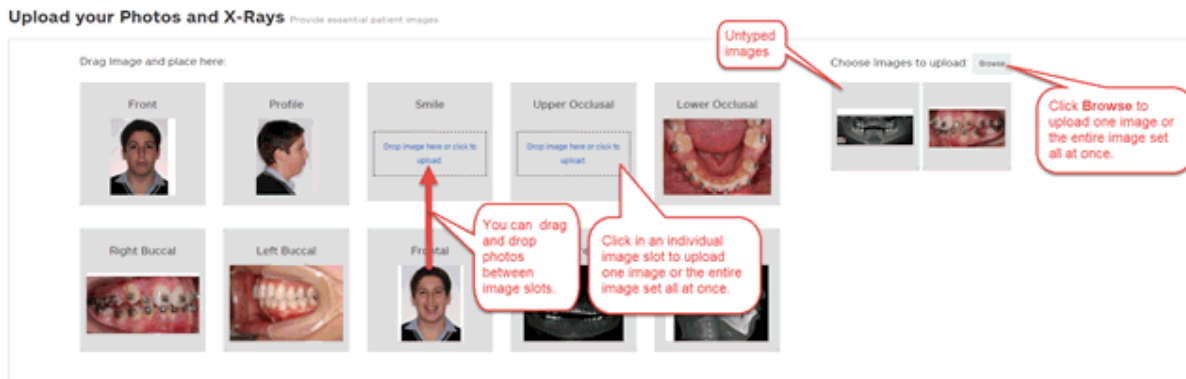 Upload your Photos and X-Rays Provide essential patient images.
Drag Image and place here:
Untyped
images
Choose Images to upload: Browse
Front
Profile
Smile
Upper Occlusal
Lower Occlusal
Drop image here or click to
upload.
Drop image here or click to
upload.
Click Browse to
upload one image or
the entire image set
all at once.
Right Buccal
Left Buccal
Frontal
You can drag
and drop
photos
between
image slots.
Click in an individual
image slot to upload
one image or the entire
image set all at once.